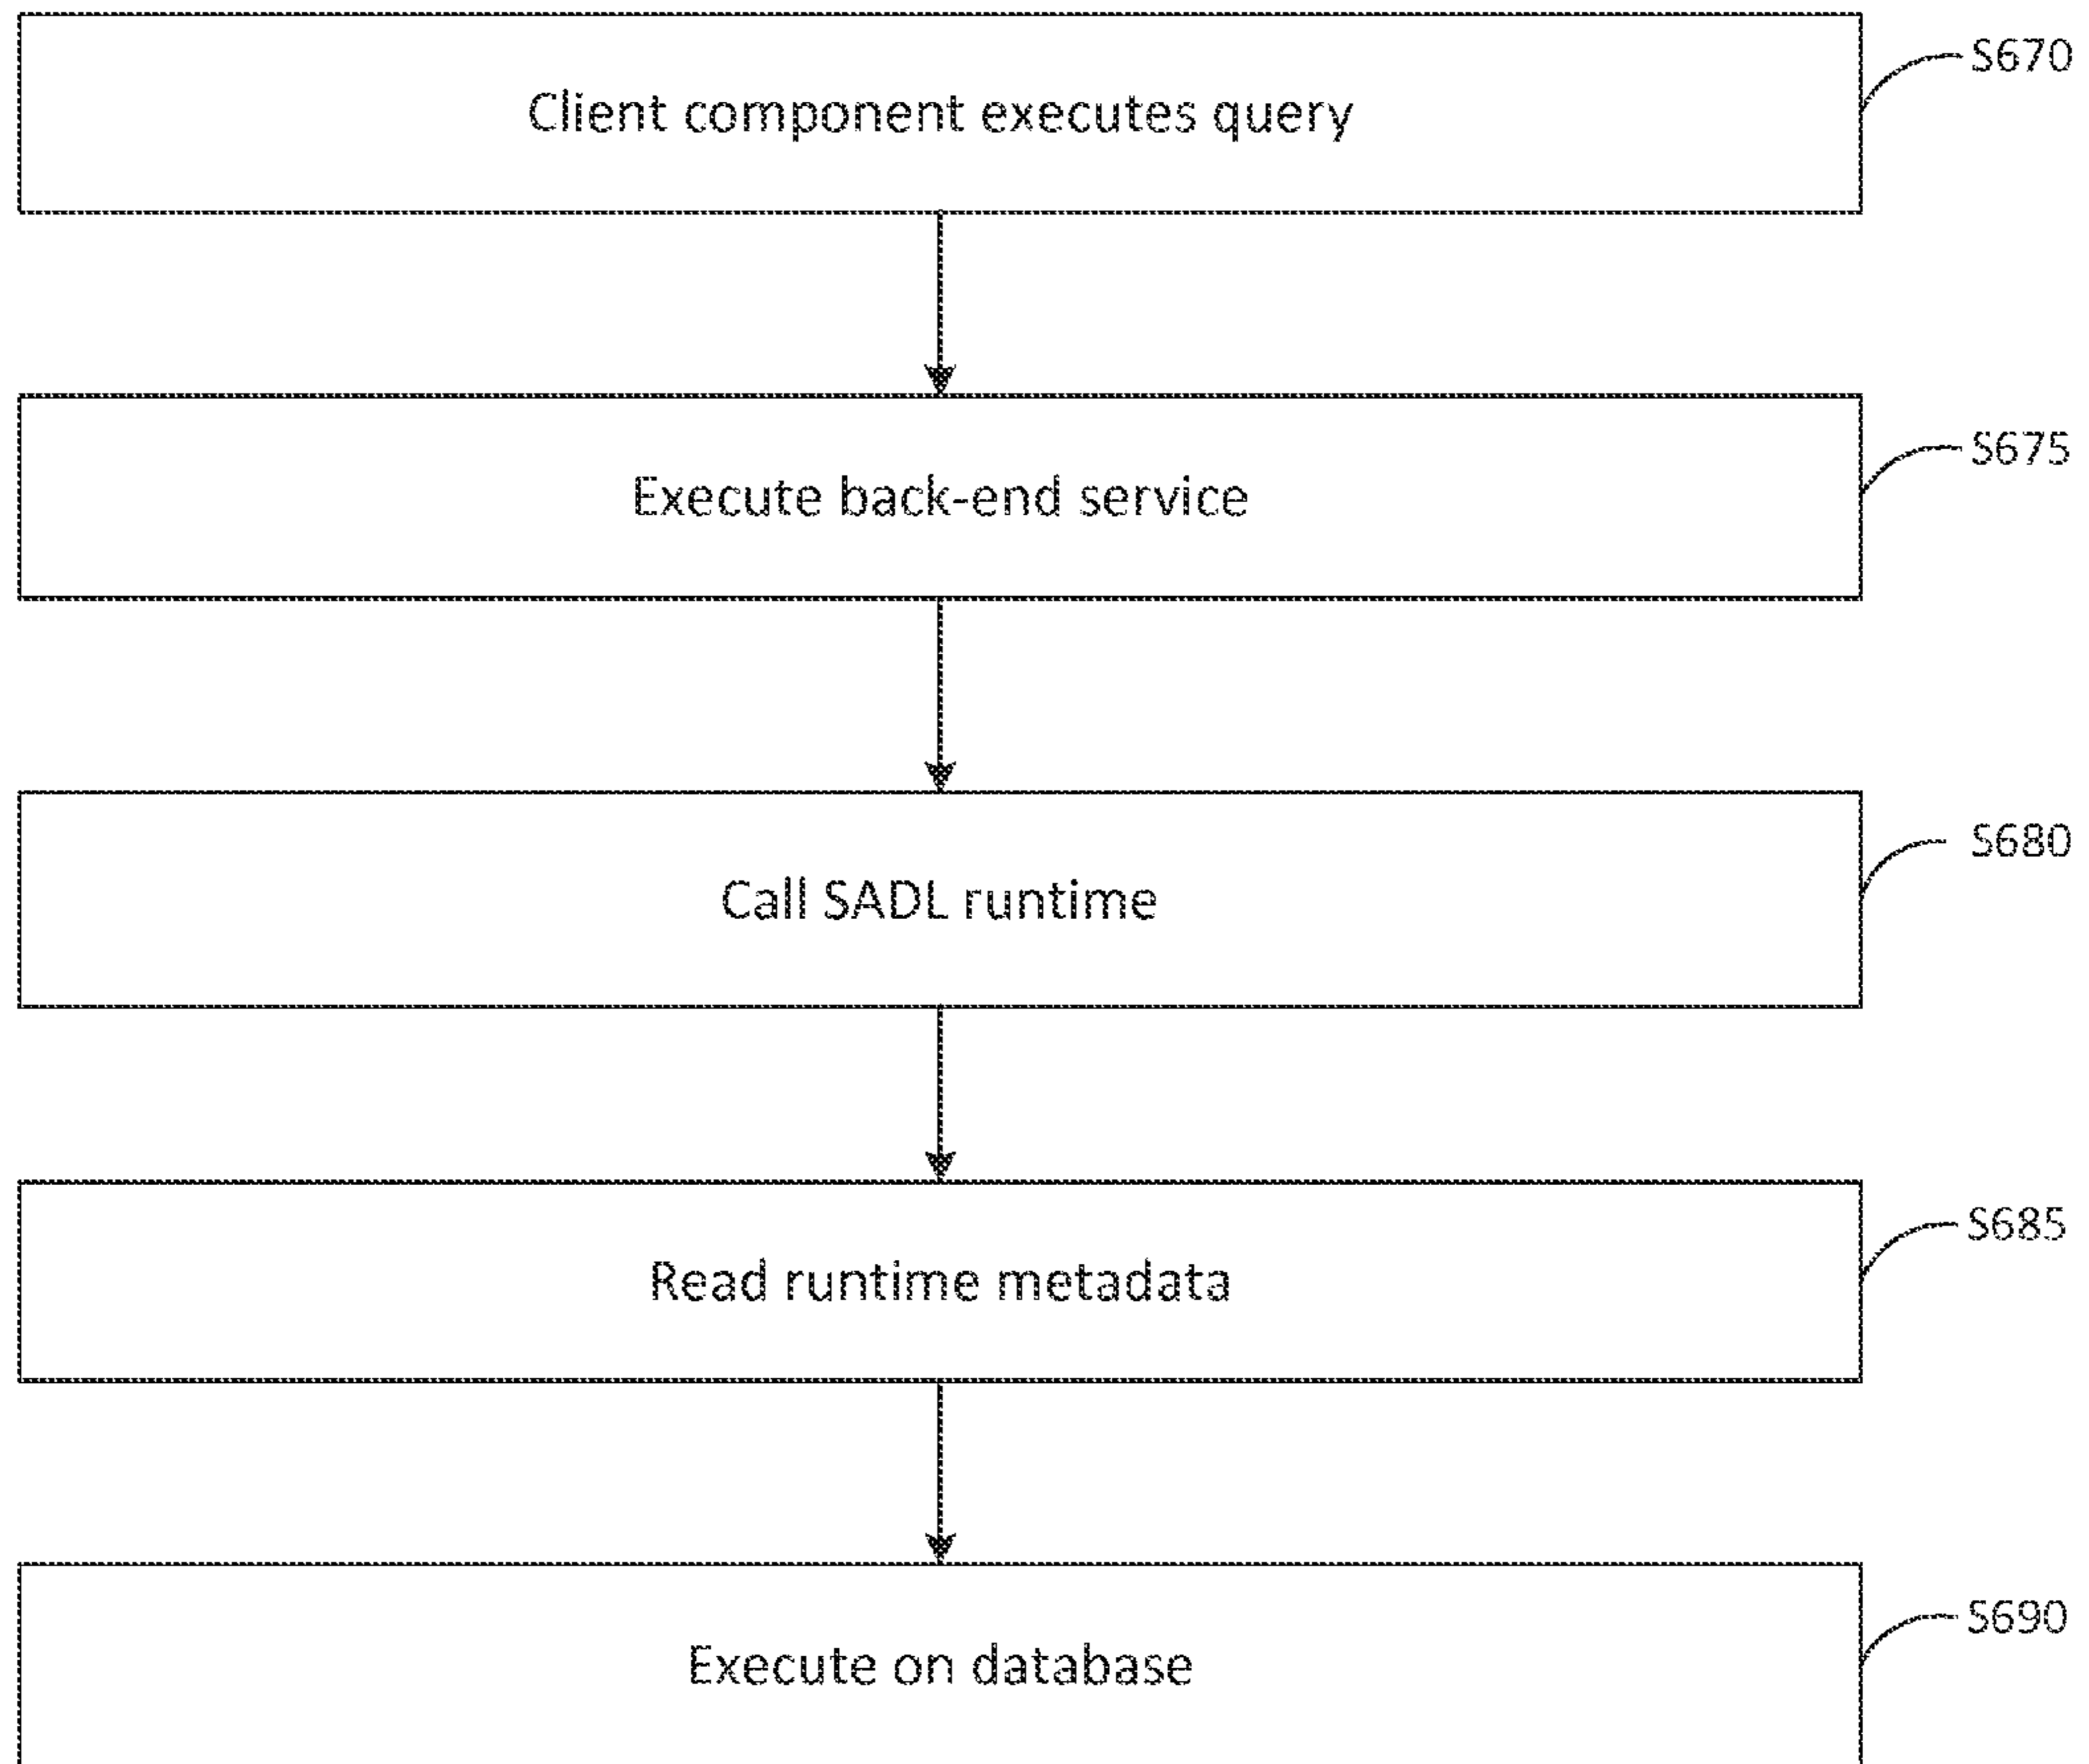 Client component executes query
S670
Execute back-end service
S675
Call SADL runtime
S680
Read runtime metadata
S685
Execute on database
S690